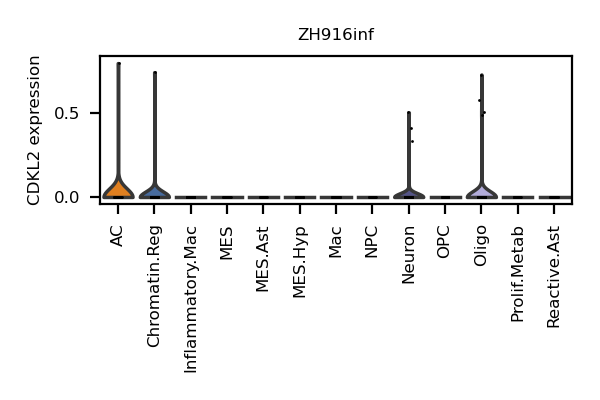 ZH916inf
CDKL2 expression
0.5
0.0
AC
Chromatin.Reg
Inflammatory.Mac
MES
MES.Ast
MES.Hyp
Mac
NPC
Neuron
OPC
Oligo
Prolif.Metab
Reactive.Ast